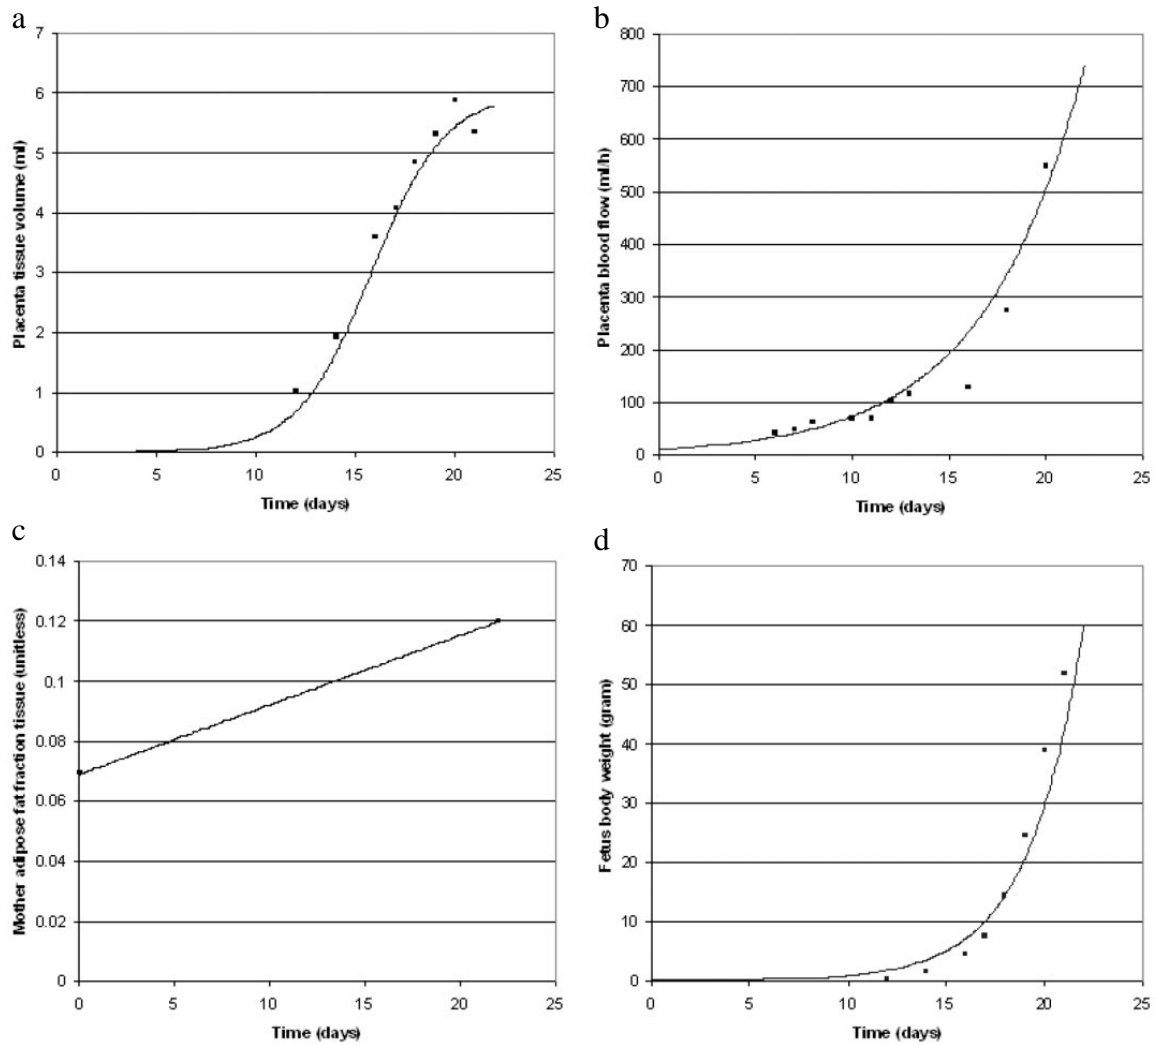 a
7
6
5
4
3
2
1
0
0 5 10 15 20 25
Placenta tissue volume (ml)
Time (days)
b
800
700
600
500
400
300
200
100
0
0 5 10 15 20 25
Placenta blood flow (ml/h)
Time (days)
c
0.14
0.12
0.1
0.08
0.06
0.04
0.02
0
0 5 10 15 20 25
Mother adipose fat fraction tissue (unitless)
Time (days)
d
70
60
50
40
30
20
10
0
0 5 10 15 20 25
Fetus body weight (gram)
Time (days)